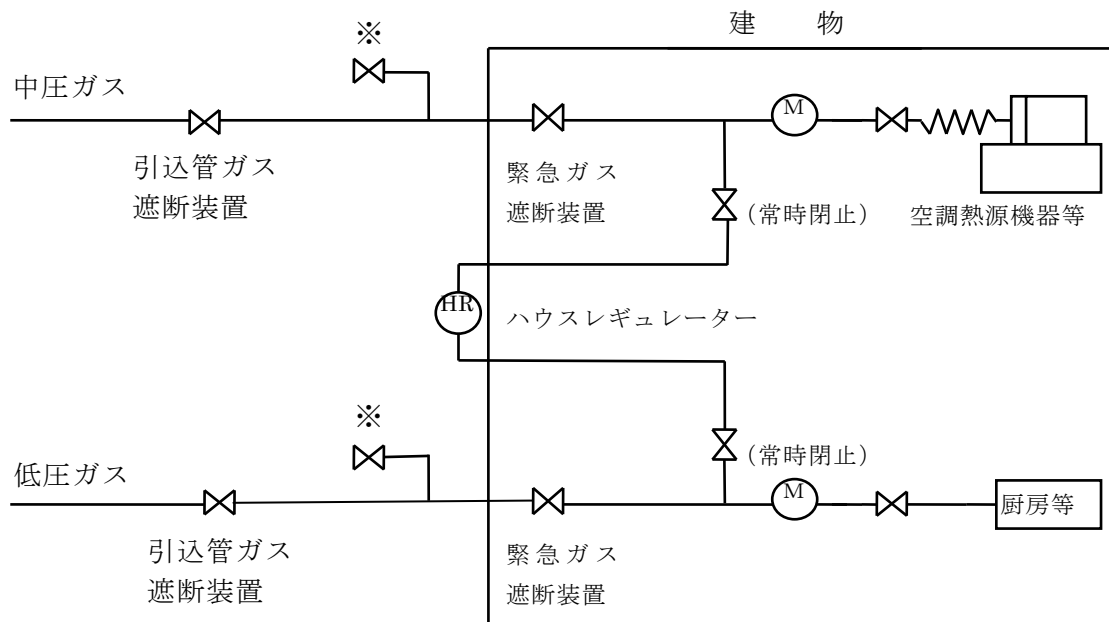 建　物
※
中圧ガス
M
引込管ガス
遮断装置
緊急ガス
遮断装置
(常時閉止)
空調熱源機器等
HR
ハウスレギュレーター
※
低圧ガス
(常時閉止)
M
厨房等
引込管ガス
遮断装置
緊急ガス
遮断装置